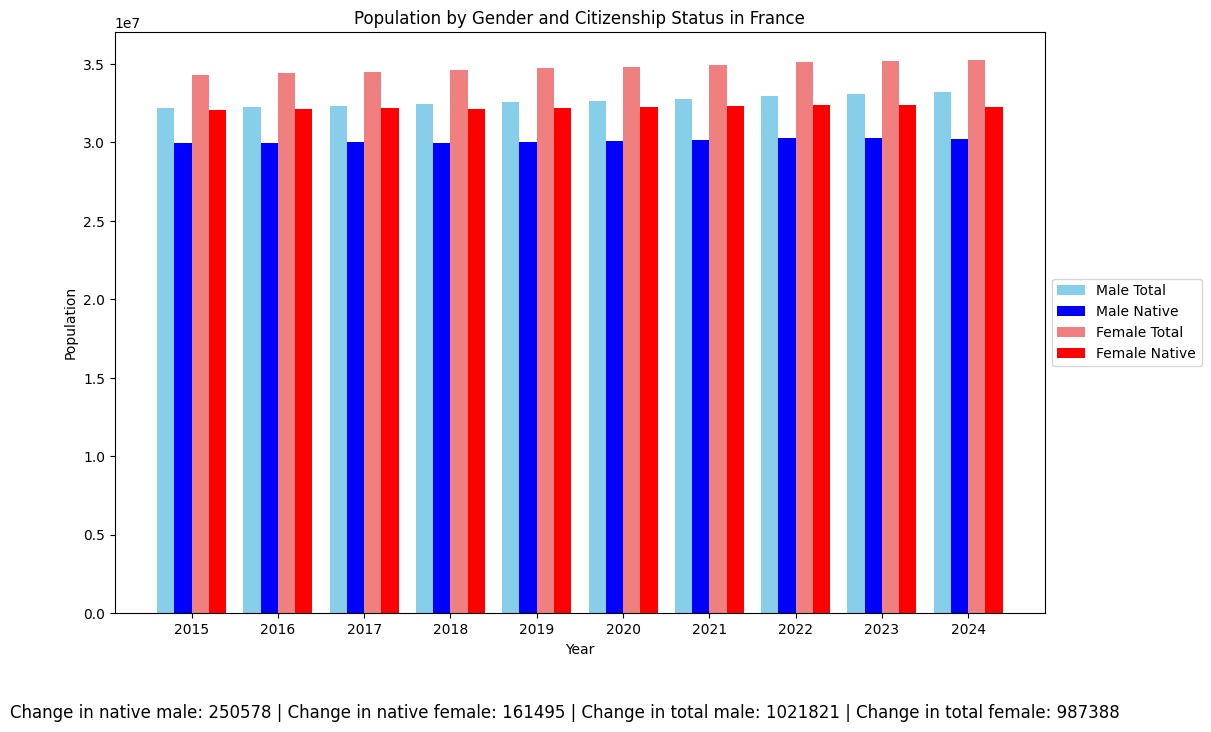 Population by Gender and Citizenship Status in France
1e7
3.5
3.0
2.5
2.0
1.5
1.0
0.5
0.0
Population
2015 2016 2017 2018 2019 2020 2021 2022 2023 2024
Year
Male Total
Male Native
Female Total
Female Native
Change in native male: 250578 | Change in native female: 161495 | Change in total male: 1021821 | Change in total female: 987388